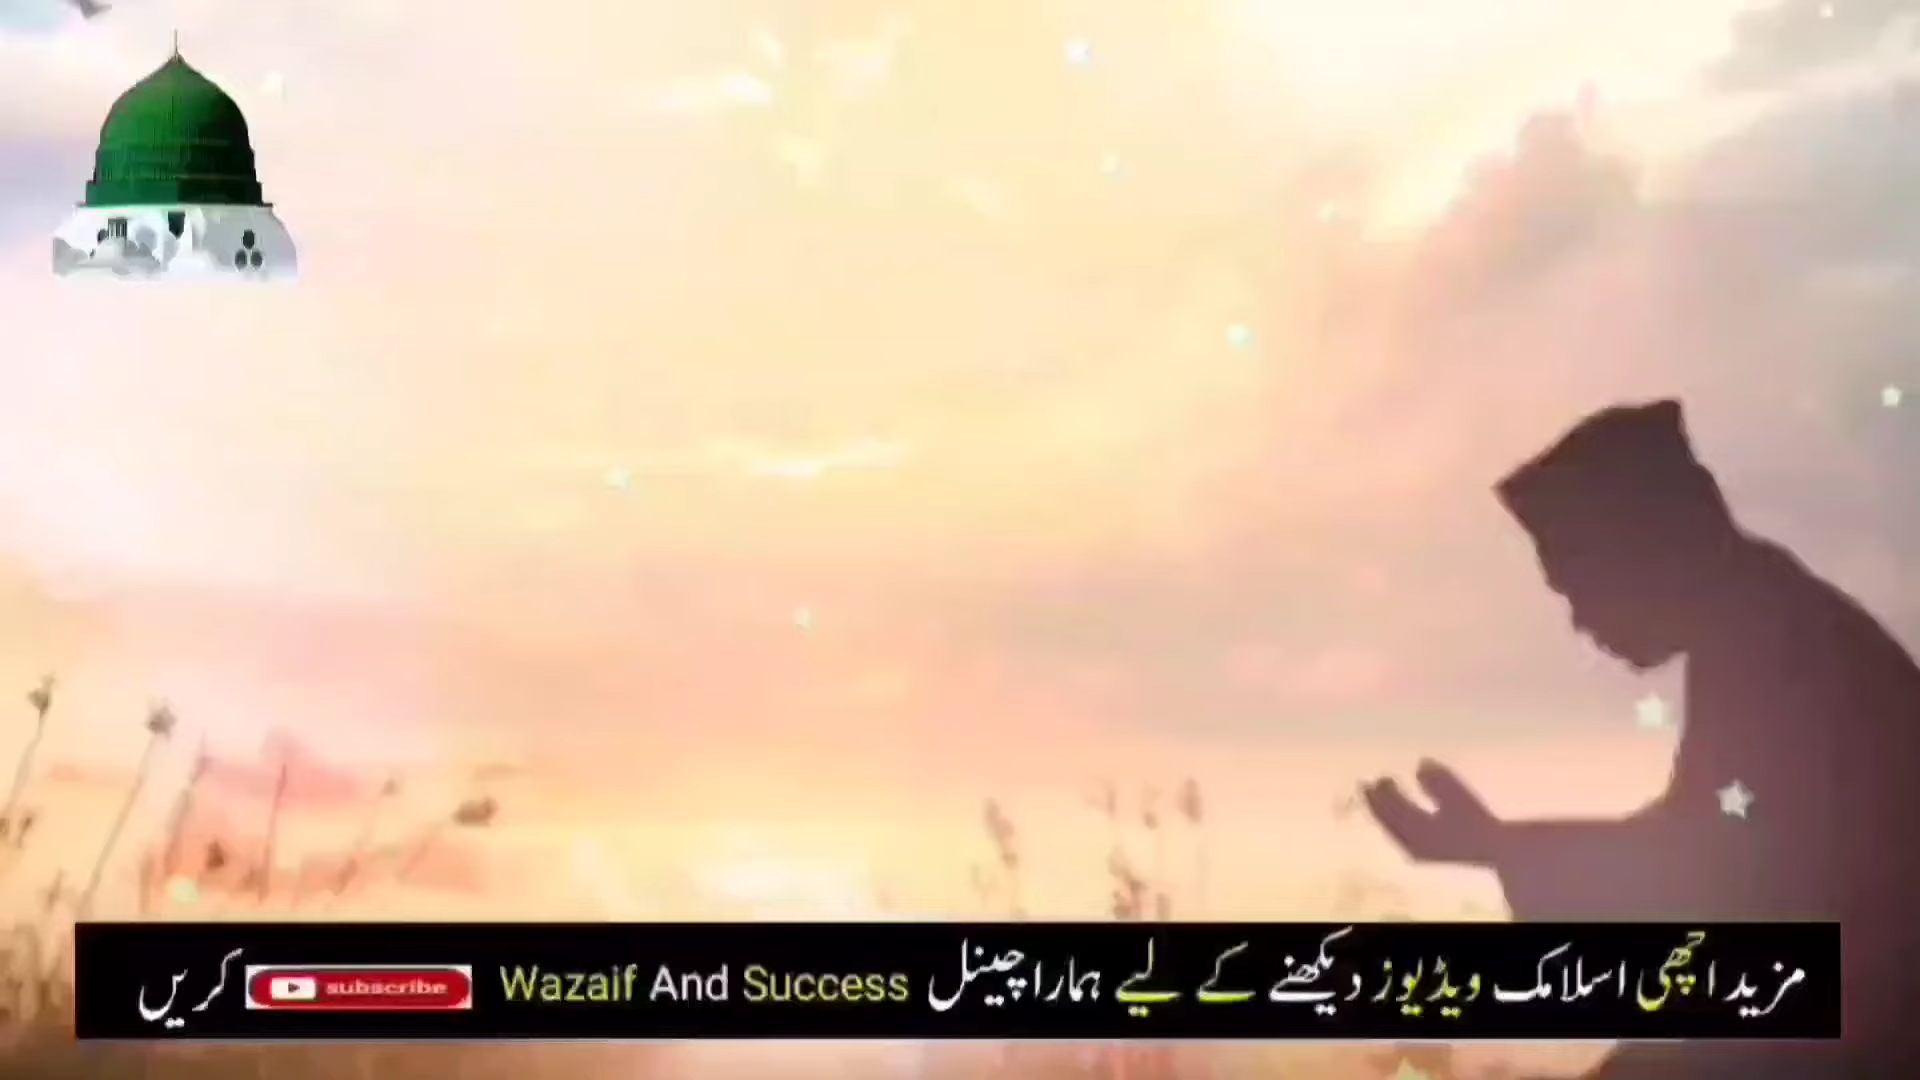 مزید اچھی اسلامک ویڈیوز دیکھنے کے لیے ہمارا چینل Wazaif And Success subscribe کریں